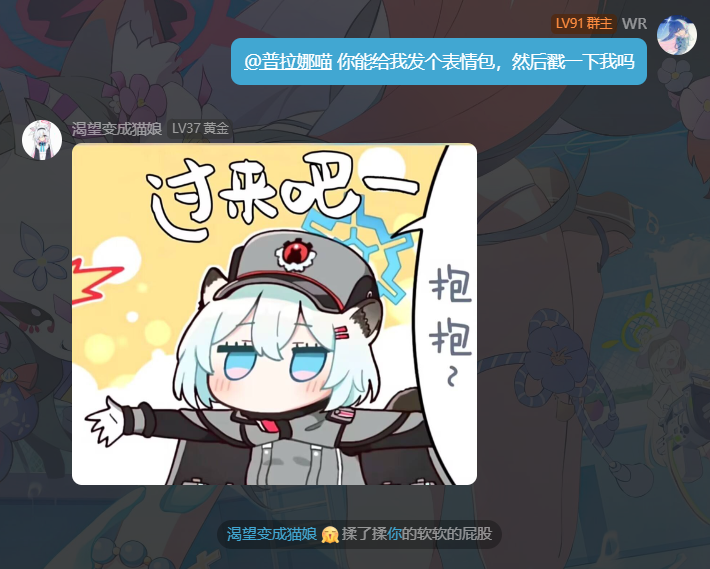 LV91 群主 WR
@普拉娜喵 你能给我发个表情包，然后戳一下我吗
渴望变成猫娘 LV37 黄金
过来吧一
抱
抱
~
渴望变成猫娘 揉了揉你的软软的屁股